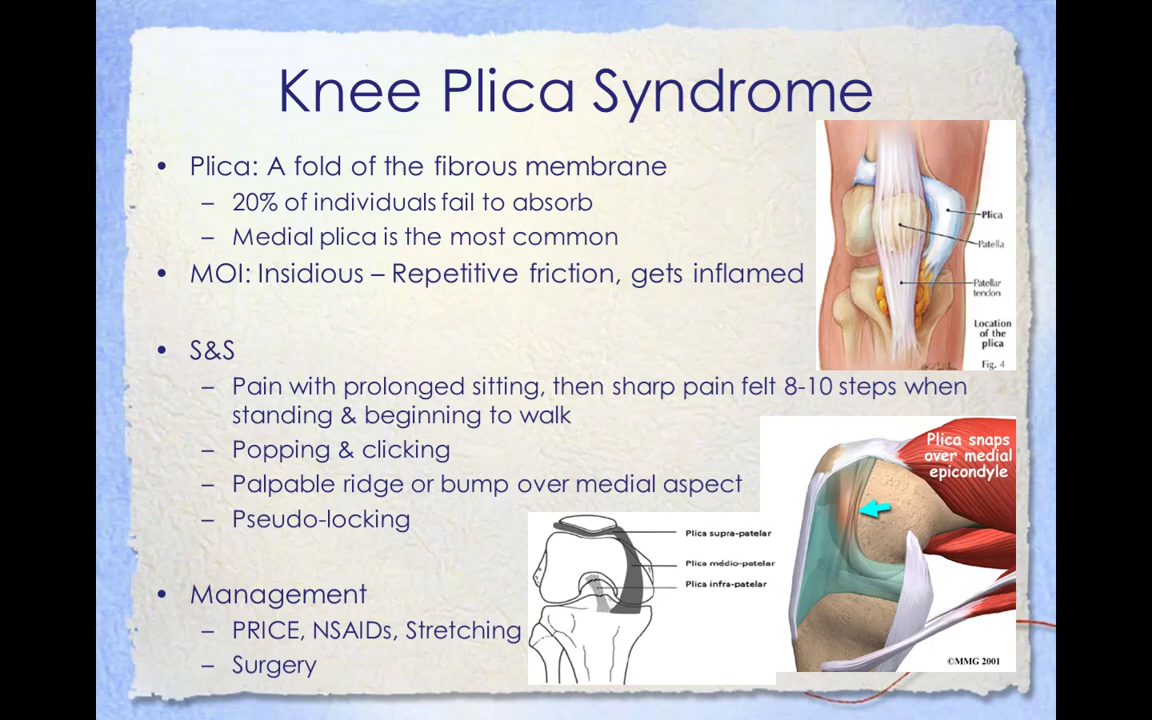 Knee Plica Syndrome
• Plica: A fold of the fibrous membrane
– 20% of individuals fail to absorb
– Medial plica is the most common
• MOI: Insidious – Repetitive friction, gets inflamed
• S&S
– Pain with prolonged sitting, then sharp pain felt 8-10 steps when
standing & beginning to walk
– Popping & clicking
– Palpable ridge or bump over medial aspect
– Pseudo-locking
• Management
– PRICE, NSAIDs, Stretching
– Surgery
Plica
Patella
Patellar
tendon
Location
of the
plica
Fig. 4
Plica snaps
over medial
epicondyle
©MMG 2001
Plica supra-patelar
Plica médio-patelar
Plica infra-patelar